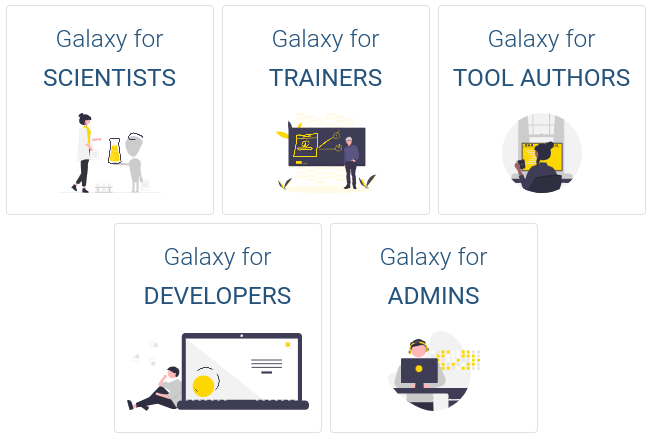 Galaxy for
SCIENTISTS
Galaxy for
TRAINERS
Galaxy for
TOOL AUTHORS
Galaxy for
DEVELOPERS
Galaxy for
ADMINS